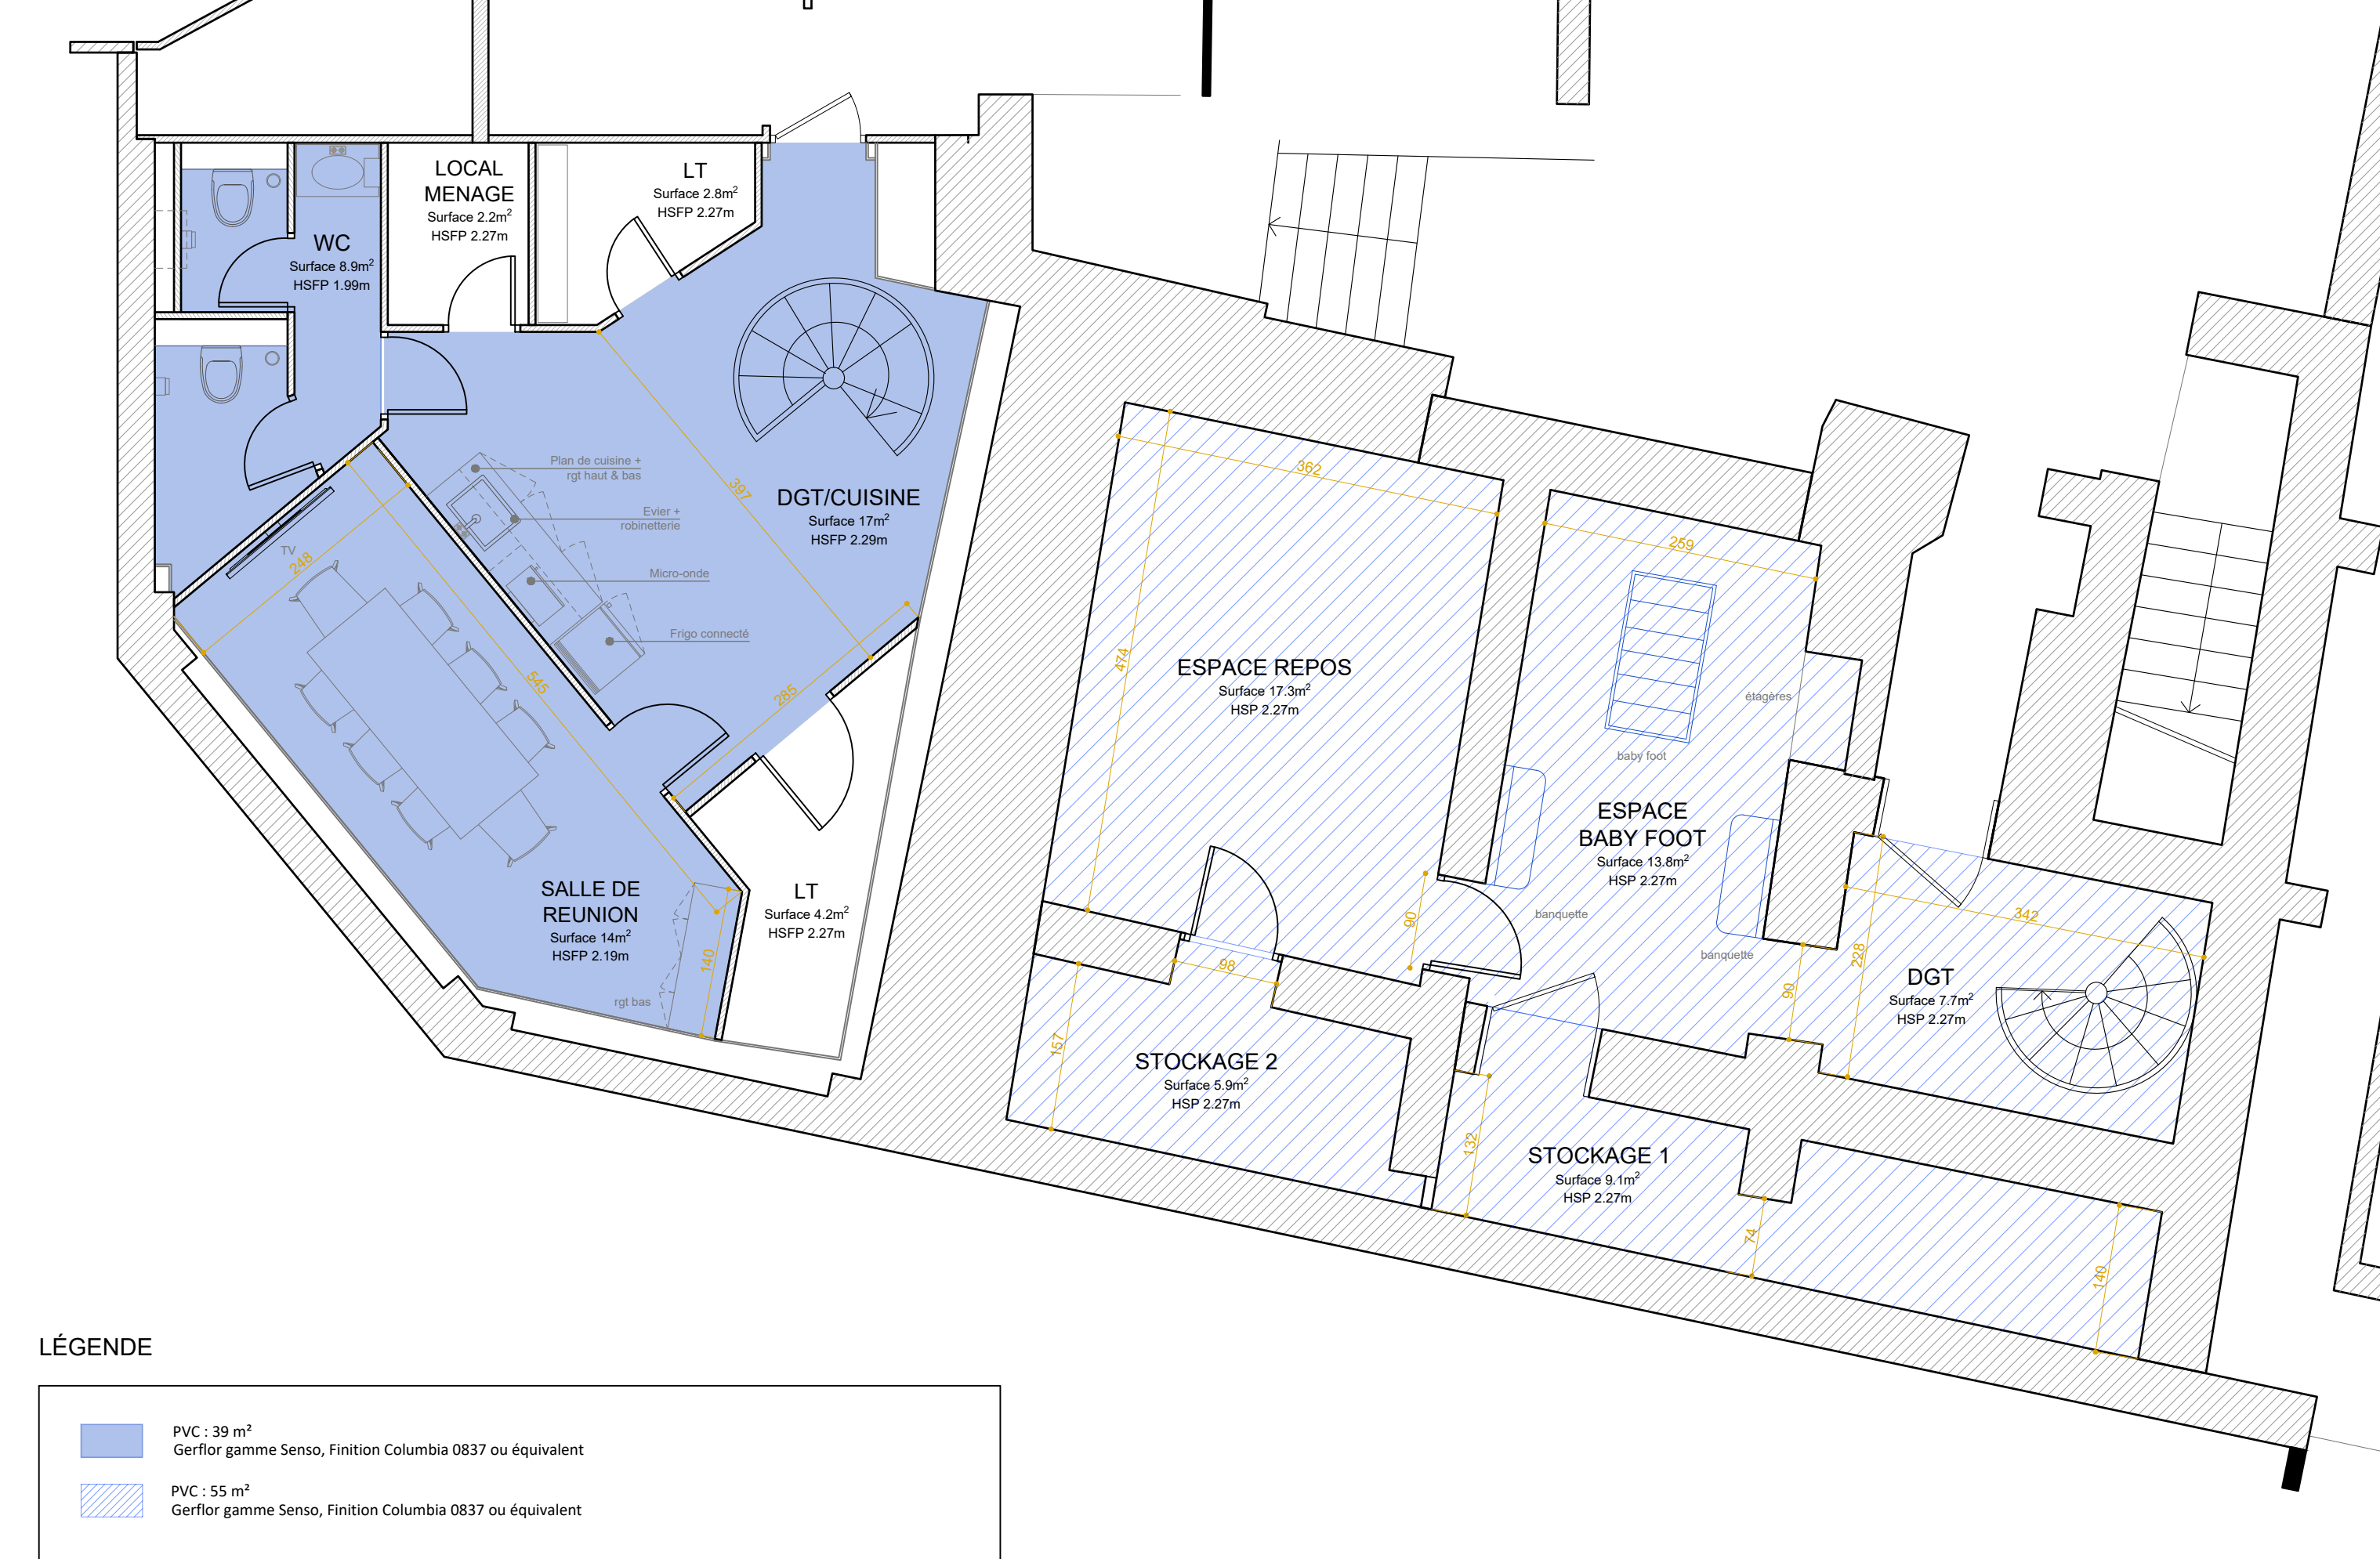 LOCAL
MENAGE
Surface 2.2m²
HSFP 2.27m
LT
Surface 2.8m²
HSFP 2.27m
WC
Surface 8.9m²
HSFP 1.99m
Plan de cuisine +
rgt haut & bas
Evier +
robinetterie
Micro-onde
Frigo connecté
397
DGT/CUISINE
Surface 17m²
HSFP 2.29m
TV
248
545
285
SALLE DE
REUNION
Surface 14m²
HSFP 2.19m
rgt bas
140
LT
Surface 4.2m²
HSFP 2.27m
362
474
ESPACE REPOS
Surface 17.3m²
HSP 2.27m
259
étagères
baby foot
ESPACE
BABY FOOT
Surface 13.8m²
HSP 2.27m
banquette
banquette
90
98
90
228
342
DGT
Surface 7.7m²
HSP 2.27m
157
STOCKAGE 2
Surface 5.9m²
HSP 2.27m
132
STOCKAGE 1
Surface 9.1m²
HSP 2.27m
74
140
LÉGENDE
PVC : 39 m²
Gerflor gamme Senso, Finition Columbia 0837 ou équivalent
PVC : 55 m²
Gerflor gamme Senso, Finition Columbia 0837 ou équivalent